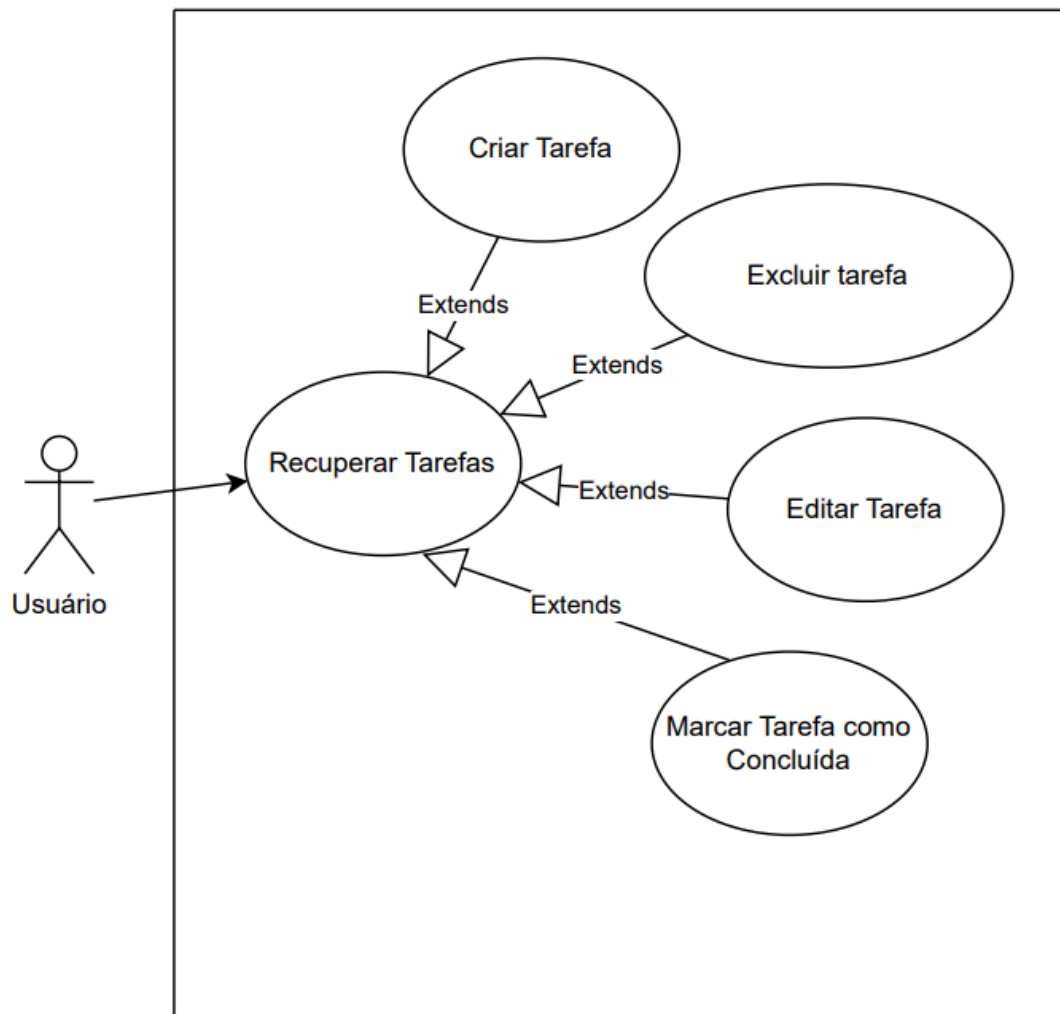 Criar Tarefa
Excluir tarefa
Extends
Extends
Recuperar Tarefas
Extends
Editar Tarefa
Usuário
Extends
Marcar Tarefa como
Concluída